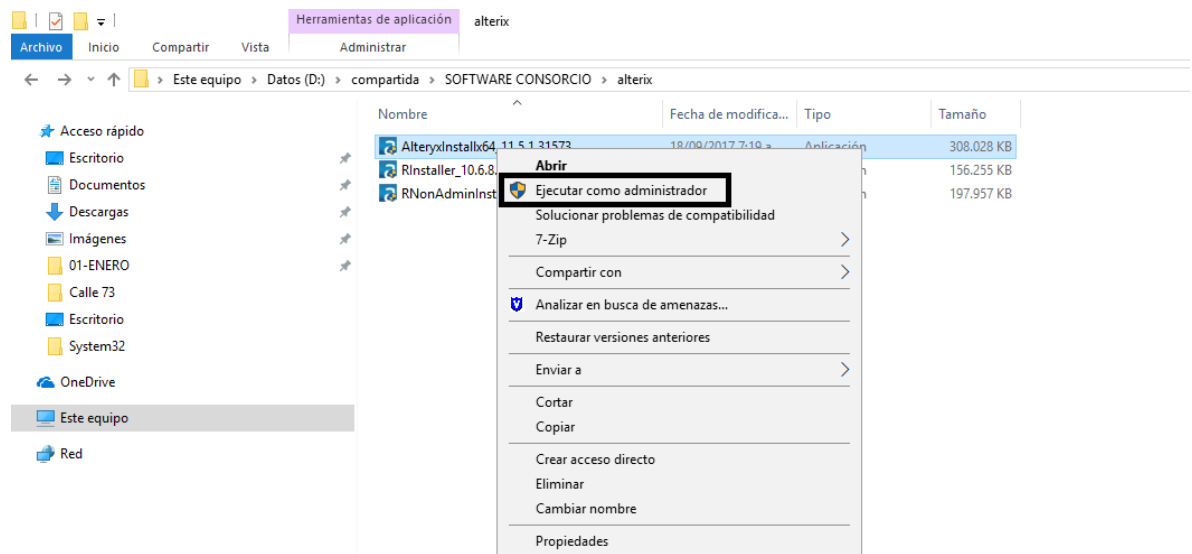 Herramientas de aplicación alterix
Archivo Inicio Compartir Vista Administrar
Este equipo > Datos (D:) > compartida > SOFTWARE CONSORCIO > alterix
Nombre Fecha de modifica... Tipo Tamaño
Acceso rápido
Escritorio
Documentos
Descargas
Imágenes
01-ENERO
Calle 73
Escritorio
System32
OneDrive
Este equipo
Red
AlteryxInstallx64_11.5.1.31573 18/09/2017 7:19 a Aplicación 308.028 KB
RInstaller_10.6.8. 156.255 KB
RNonAdminInst 197.957 KB
Abrir
Ejecutar como administrador
Solucionar problemas de compatibilidad
7-Zip
Compartir con
Analizar en busca de amenazas...
Restaurar versiones anteriores
Enviar a
Cortar
Copiar
Crear acceso directo
Eliminar
Cambiar nombre
Propiedades